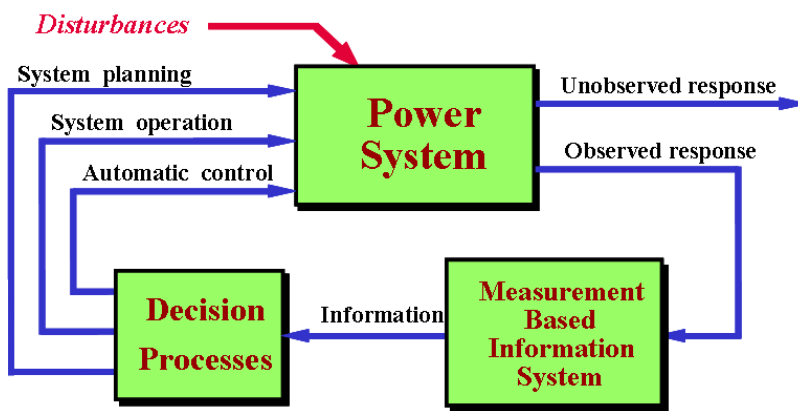 Disturbances
System planning
System operation
Automatic control
Power
System
Unobserved response
Observed response
Decision
Processes
Information
Measurement
Based
Information
System